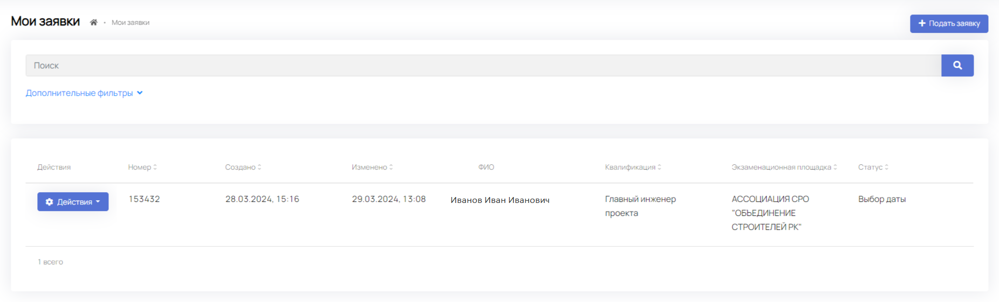 Мои заявки • Мои заявки
Подать заявку
Поиск
Дополнительные фильтры
Действия Номер Создано Изменено ФИО Квалификация Экзаменационная площадка Статус
Действия 153432 28.03.2024, 15:16 29.03.2024, 13:08 Иванов Иван Иванович Главный инженер АССОЦИАЦИЯ СРО Выбор даты
проекта "ОБЪЕДИНЕНИЕ
СТРОИТЕЛЕЙ РК"
1 всего